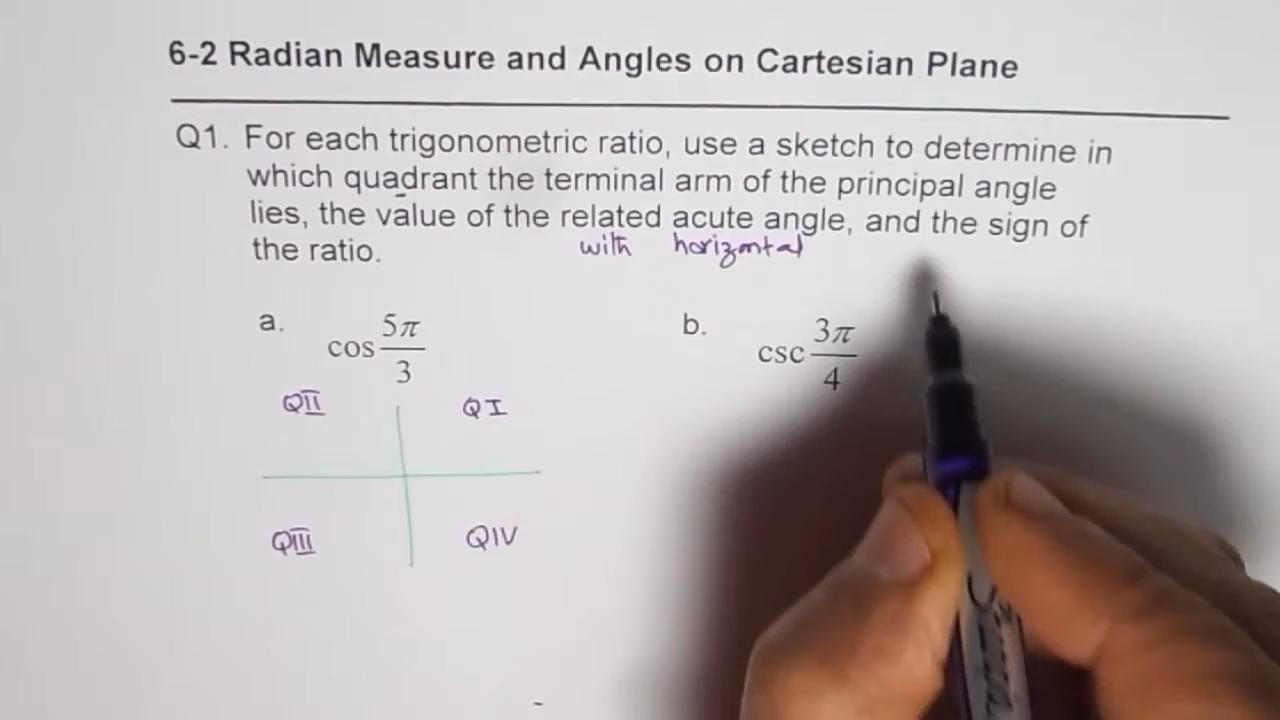 6-2 Radian Measure and Angles on Cartesian Plane
Q1. For each trigonometric ratio, use a sketch to determine in
which quadrant the terminal arm of the principal angle
lies, the value of the related acute angle, and the sign of
the ratio. with horizontal
a. cos 5π/3
b. csc 3π/4
QII QI
QIII QIV